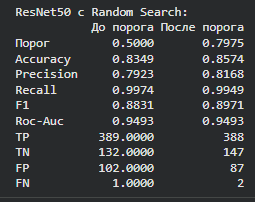 ResNet50 с Random Search:
До порога После порога
Порог 0.5000 0.7975
Accuracy 0.8349 0.8574
Precision 0.7923 0.8168
Recall 0.9974 0.9949
F1 0.8831 0.8971
Roc-Auc 0.9493 0.9493
TP 389.0000 388
TN 132.0000 147
FP 102.0000 87
FN 1.0000 2